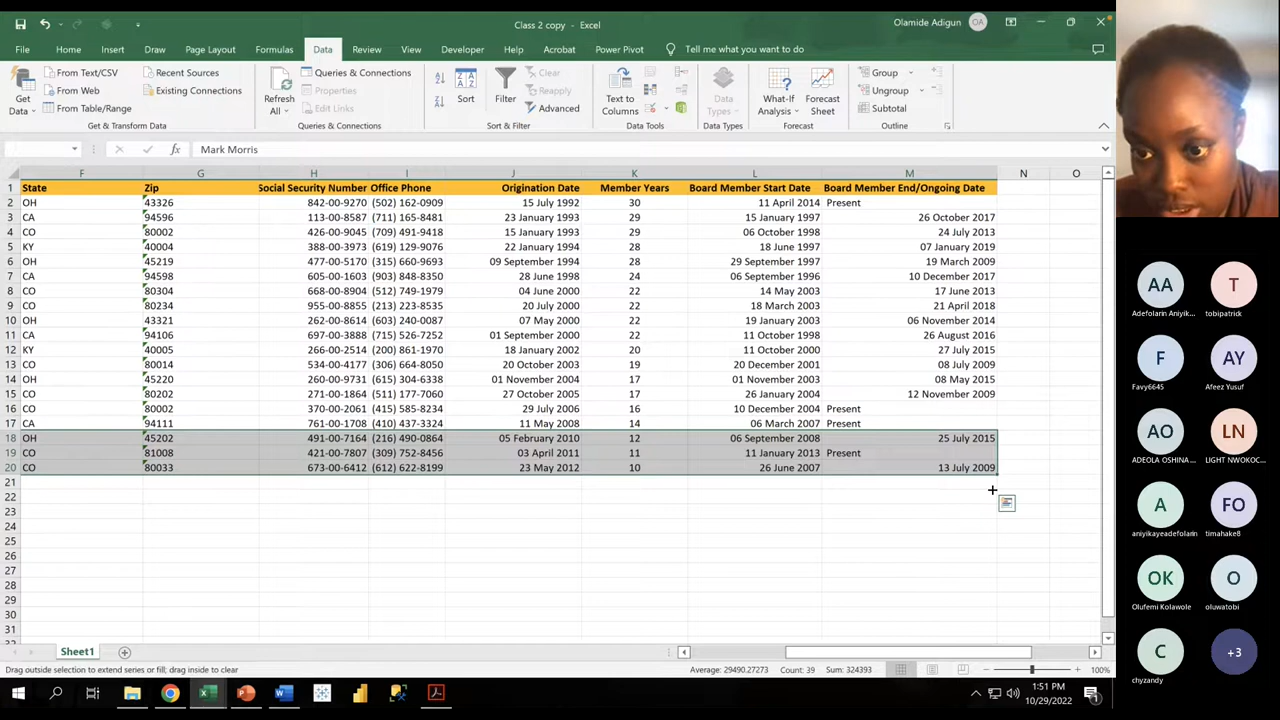 Class 2 copy - Excel
Olamide Adigun OA
File Home Insert Draw Page Layout Formulas Data Review View Developer Help Acrobat Power Pivot Tell me what you want to do
Get Data
From Text/CSV
From Web
From Table/Range
Recent Sources
Existing Connections
Get & Transform Data
Refresh All
Queries & Connections
Properties
Edit Links
Queries & Connections
Sort
Filter
Clear
Reapply
Advanced
Sort & Filter
Text to Columns
Data Tools
Data Types
Data Types
What-If Analysis
Forecast Sheet
Forecast
Group
Ungroup
Subtotal
Outline
fx Mark Morris
F G H I J K L M N O
1 State Zip Social Security Number Office Phone Origination Date Member Years Board Member Start Date Board Member End/Ongoing Date
2 OH 43326 842-00-9270 (502) 162-0909 15 July 1992 30 11 April 2014 Present
3 CA 94596 113-00-8587 (711) 165-8481 23 January 1993 29 15 January 1997 26 October 2017
4 CO 80002 426-00-9045 (709) 491-9418 15 January 1993 29 06 October 1998 24 July 2013
5 KY 40004 388-00-3973 (619) 129-9076 22 January 1994 28 18 June 1997 07 January 2019
6 OH 45219 477-00-5170 (315) 660-9693 09 September 1994 28 29 September 1997 19 March 2009
7 CA 94598 605-00-1603 (903) 848-8350 28 June 1998 24 06 September 1996 10 December 2017
8 CO 80304 668-00-8904 (512) 749-1979 04 June 2000 22 14 May 2003 17 June 2013
9 CO 80234 955-00-8855 (213) 223-8535 20 July 2000 22 18 March 2003 21 April 2018
10 OH 43321 262-00-8614 (603) 240-0087 07 May 2000 22 19 January 2003 06 November 2014
11 CA 94106 697-00-3888 (715) 526-7252 01 September 2000 22 11 October 1998 26 August 2016
12 KY 40005 266-00-2514 (200) 861-1970 18 January 2002 20 11 October 2000 27 July 2015
13 CO 80014 534-00-4177 (306) 664-8050 20 October 2003 19 20 December 2001 08 July 2009
14 OH 45220 260-00-9731 (615) 304-6338 01 November 2004 17 01 November 2003 08 May 2015
15 CO 80202 271-00-1864 (511) 177-7060 27 October 2005 17 26 January 2004 12 November 2009
16 CO 80002 370-00-2061 (415) 585-8234 29 July 2006 16 10 December 2004 Present
17 CA 94111 761-00-1708 (410) 437-3324 11 May 2008 14 06 March 2007 Present
18 OH 45202 491-00-7164 (216) 490-0864 05 February 2010 12 06 September 2008 25 July 2015
19 CO 81008 421-00-7807 (309) 752-8456 03 April 2011 11 11 January 2013 Present
20 CO 80033 673-00-6412 (612) 622-8199 23 May 2012 10 26 June 2007 13 July 2009
21
22
23
24
25
26
27
28
29
30
31
Sheet1
Drag outside selection to extend series or fill; drag inside to clear
Average: 29490.27273 Count: 39 Sum: 324393
100%
1:51 PM
10/29/2022
AA T
Adefolarin Aniyik... tobipatrick
F AY
Favy6645 Afeez Yusuf
AO LN
ADEOLA OSHINA... LIGHT NWOKOC...
A FO
aniyikayeadefolarin timahake8
OK O
Olufemi Kolawole oluwatobi
C +3
chyzandy